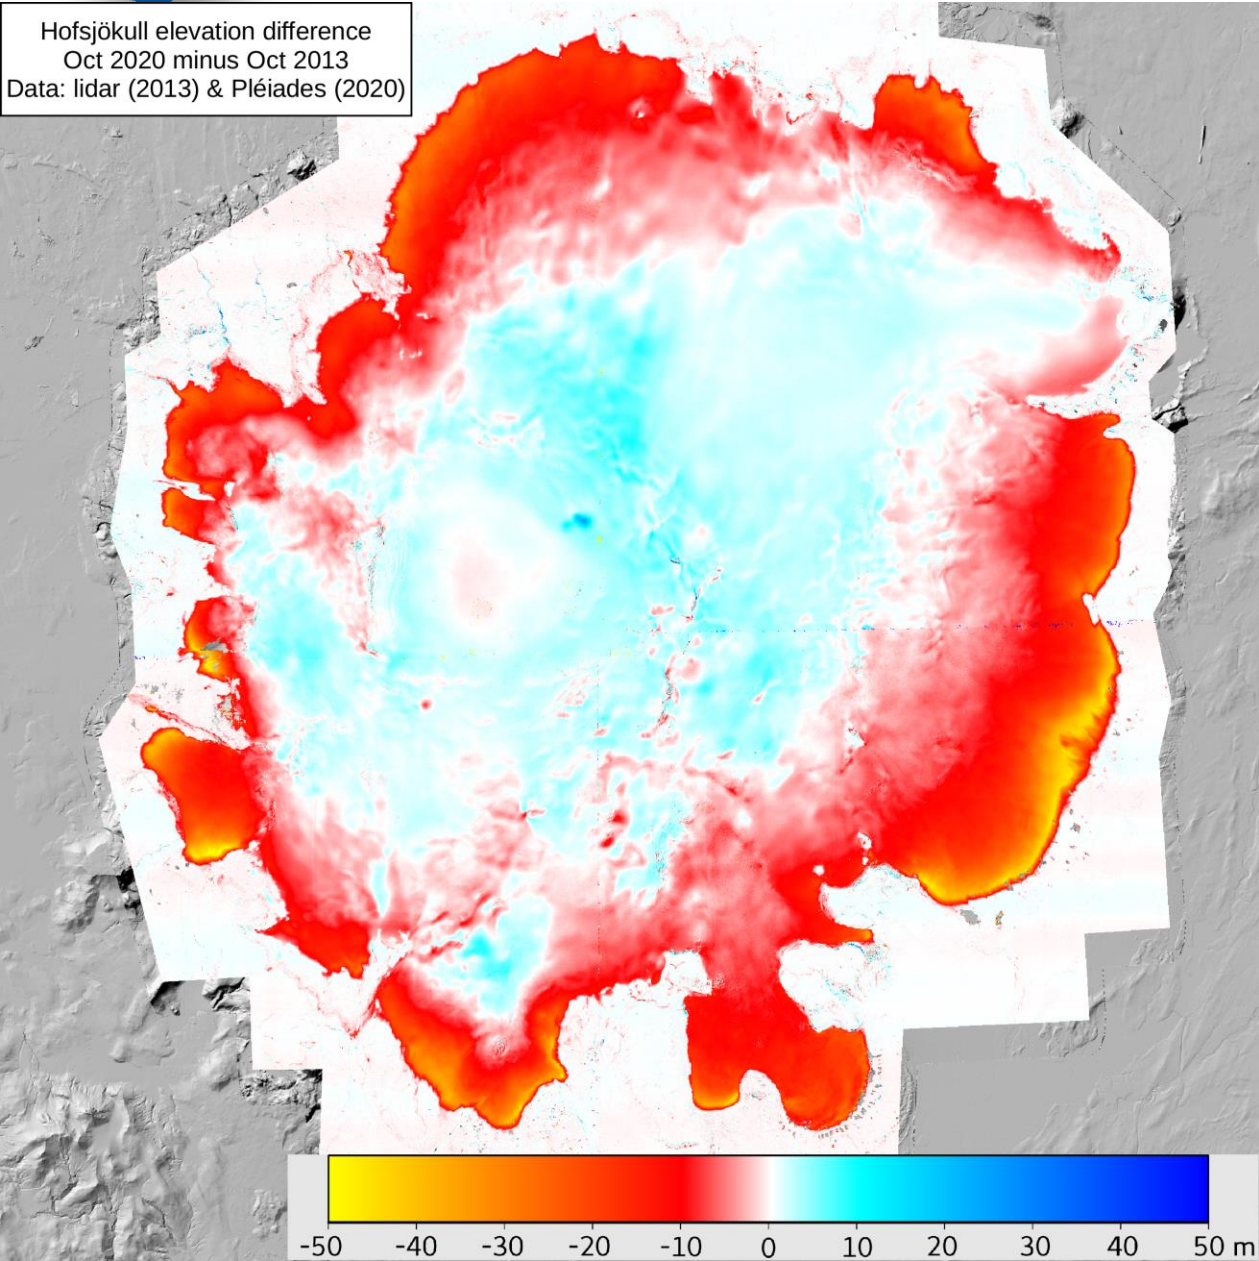 Hofsjökull elevation difference
Oct 2020 minus Oct 2013
Data: lidar (2013) & Pléiades (2020)
-50 -40 -30 -20 -10 0 10 20 30 40 50 m